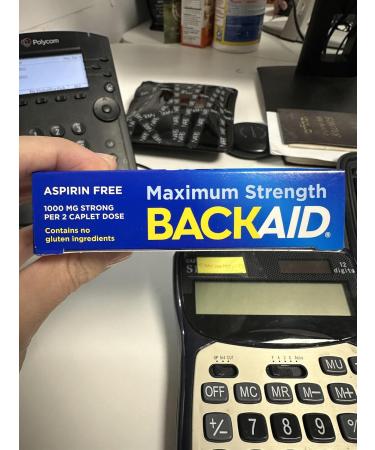 Polycom
ASPIRIN FREE
1000 MG STRONG
PER 2 CAPLET DOSE
Contains no
gluten ingredients
Maximum Strength
BACKAID®
12
digits
OFF MC MR M- M+
MU
+/- 7 8 9 %